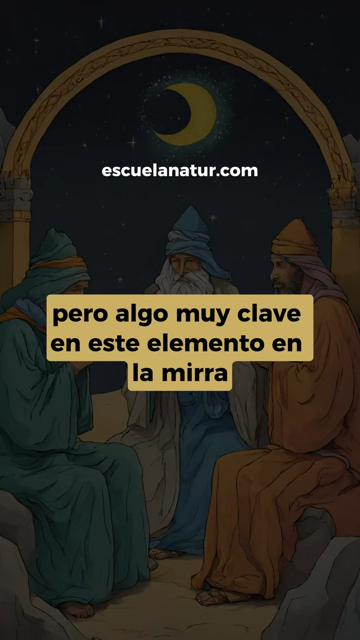 escuelanatur.com
pero algo muy clave
en este elemento en
la mirra